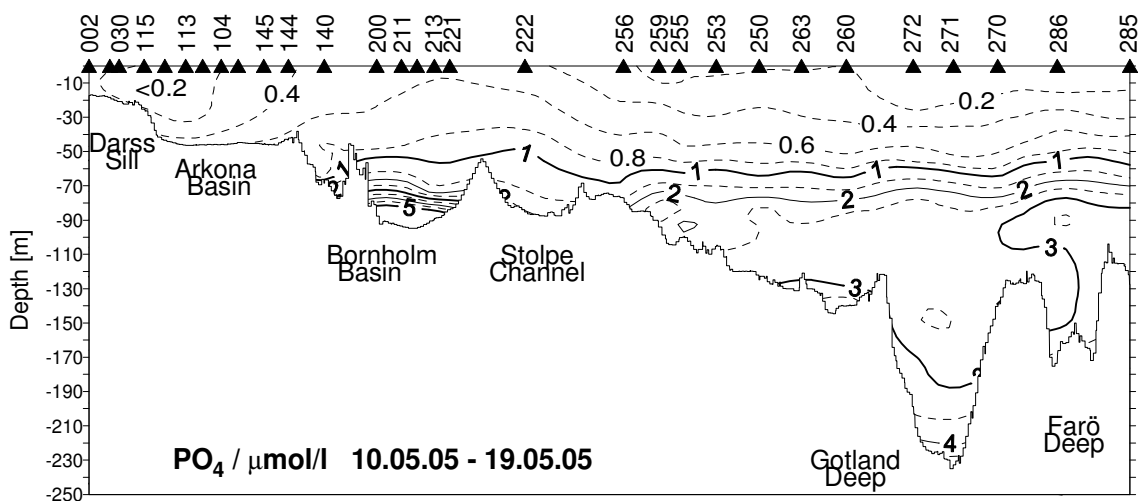 002 030 115 113 104 145 144 140 200 211 213 221 222 256 259 255 253 250 263 260 272 271 270 286 285
-10
<0.2 0.4 0.2
-30
0.4
-50
Darss
Sill
0.6
0.8
1 1 1 1 1
-70
Arkona
Basin
2 2 2 2
-90
5
-110
Bornholm
Basin
Stolpe
Channel
3
Depth [m]
-130
3
-150
-170
-190
-210
Farö
Deep
4
-230
PO4 / µmol/l 10.05.05 - 19.05.05
Gotland
Deep
-250